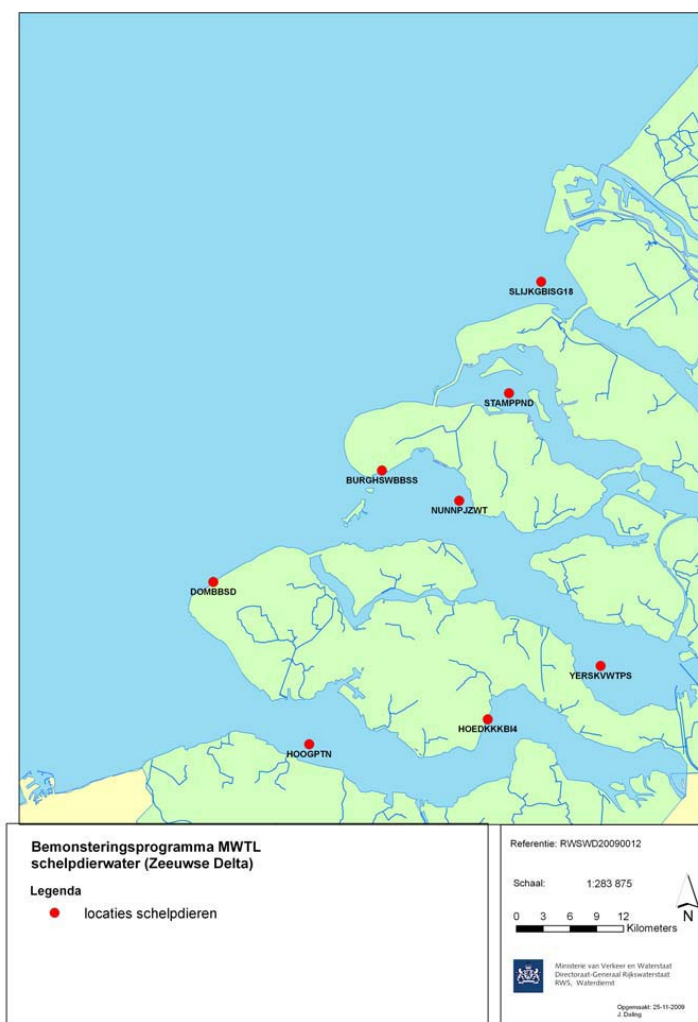 SLIJKGBISG18
STAMPPND
BURGHSWBBSS
NUNNPJZWT
DOMBBSD
YERSKVWTPS
HOEDKKKBI4
HOOGPTN
Bemonsteringsprogramma MWTL
schelpdierwater (Zeeuwse Delta)
Legenda
locaties schelpdieren
Referentie: RWSWD20090012
Schaal: 1:283 875
N
0 3 6 9 12
Kilometers
Ministerie van Verkeer en Waterstaat
Directoraat-Generaal Rijkswaterstaat
RWS, Waterdienst
Opgemaakt: 25-11-2009
J. Daling